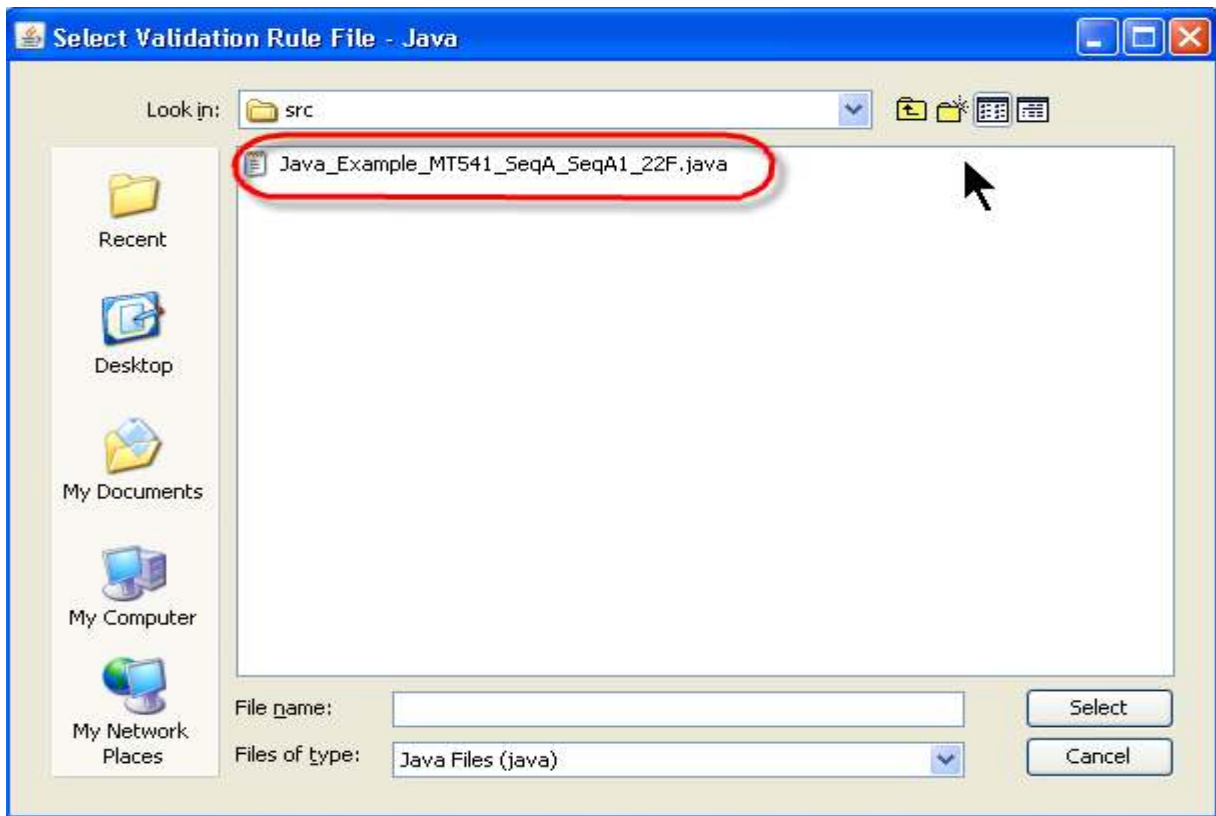 Select Validation Rule File - Java
Look in:
src
Java_Example_MT541_SeqA_SeqA1_22F.java
Recent
Desktop
My Documents
My Computer
My Network
Places
File name:
Select
Files of type:
Java Files (java)
Cancel